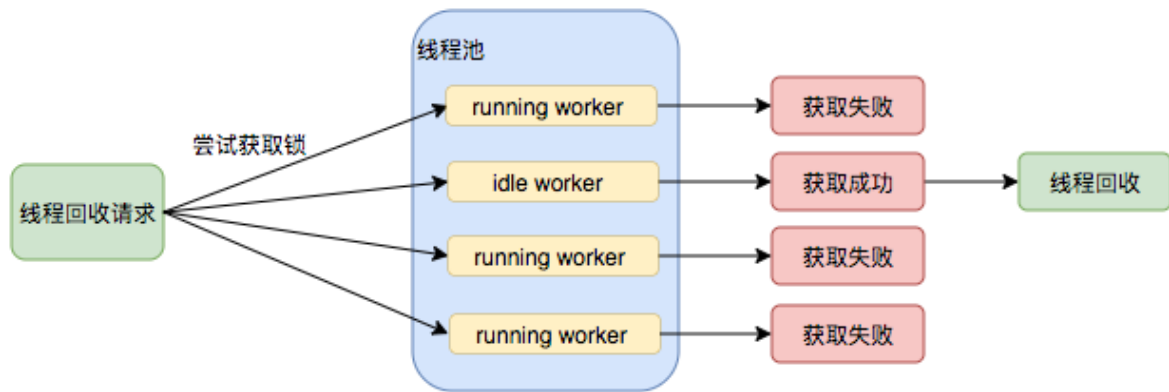 线程池
running worker
获取失败
尝试获取锁
idle worker
获取成功
线程回收
线程回收请求
running worker
获取失败
running worker
获取失败